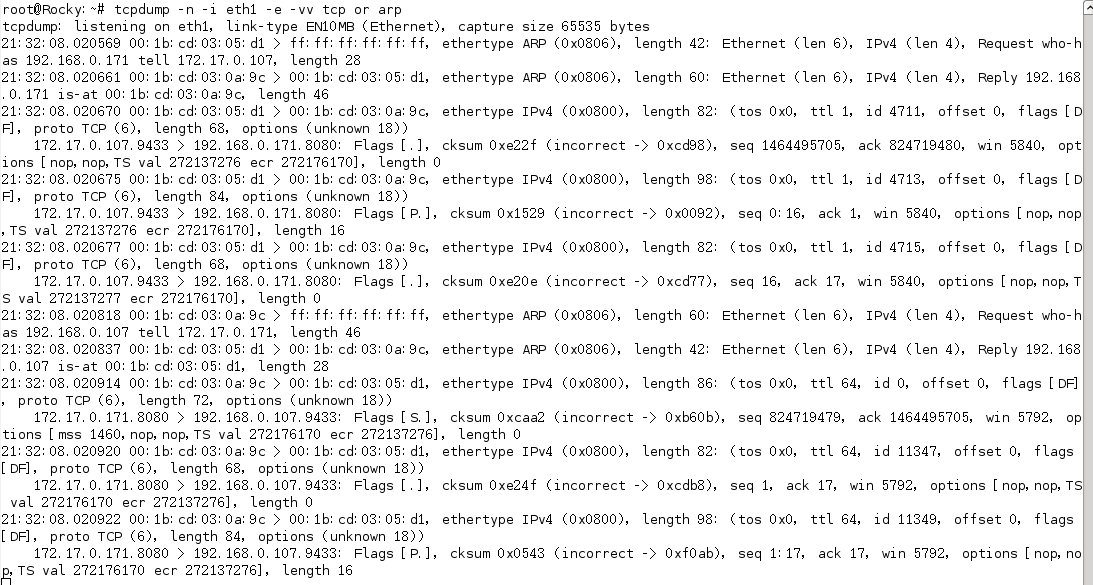 root@Rocky:~# tcpdump -n -i eth1 -e -vv tcp or arp
tcpdump: listening on eth1, link-type EN10MB (Ethernet), capture size 65535 bytes
21:32:08.020569 00:1b:cd:03:05:d1 > ff:ff:ff:ff:ff:ff, ethertype ARP (0x0806), length 42: Ethernet (len 6), IPv4 (len 4), Request who-h
as 192.168.0.171 tell 172.17.0.107, length 28
21:32:08.020661 00:1b:cd:03:0a:9c > 00:1b:cd:03:05:d1, ethertype ARP (0x0806), length 60: Ethernet (len 6), IPv4 (len 4), Reply 192.168
.0.171 is-at 00:1b:cd:03:0a:9c, length 46
21:32:08.020670 00:1b:cd:03:05:d1 > 00:1b:cd:03:0a:9c, ethertype IPv4 (0x0800), length 82: (tos 0x0, ttl 1, id 4711, offset 0, flags [D
F], proto TCP (6), length 68, options (unknown 18))
    172.17.0.107.9433 > 192.168.0.171.8080: Flags [.], cksum 0xe22f (incorrect -> 0xcd98), seq 1464495705, ack 824719480, win 5840, opt
ions [nop,nop,TS val 272137276 ecr 272176170], length 0
21:32:08.020675 00:1b:cd:03:05:d1 > 00:1b:cd:03:0a:9c, ethertype IPv4 (0x0800), length 98: (tos 0x0, ttl 1, id 4713, offset 0, flags [D
F], proto TCP (6), length 84, options (unknown 18))
    172.17.0.107.9433 > 192.168.0.171.8080: Flags [P.], cksum 0x1529 (incorrect -> 0x0092), seq 0:16, ack 1, win 5840, options [nop,nop
,TS val 272137276 ecr 272176170], length 16
21:32:08.020677 00:1b:cd:03:05:d1 > 00:1b:cd:03:0a:9c, ethertype IPv4 (0x0800), length 82: (tos 0x0, ttl 1, id 4715, offset 0, flags [D
F], proto TCP (6), length 68, options (unknown 18))
    172.17.0.107.9433 > 192.168.0.171.8080: Flags [.], cksum 0xe20e (incorrect -> 0xcd77), seq 16, ack 17, win 5840, options [nop,nop,T
S val 272137277 ecr 272176170], length 0
21:32:08.020818 00:1b:cd:03:0a:9c > ff:ff:ff:ff:ff:ff, ethertype ARP (0x0806), length 60: Ethernet (len 6), IPv4 (len 4), Request who-h
as 192.168.0.107 tell 172.17.0.171, length 46
21:32:08.020837 00:1b:cd:03:05:d1 > 00:1b:cd:03:0a:9c, ethertype ARP (0x0806), length 42: Ethernet (len 6), IPv4 (len 4), Reply 192.168
.0.107 is-at 00:1b:cd:03:05:d1, length 28
21:32:08.020914 00:1b:cd:03:0a:9c > 00:1b:cd:03:05:d1, ethertype IPv4 (0x0800), length 86: (tos 0x0, ttl 64, id 0, offset 0, flags [DF]
, proto TCP (6), length 72, options (unknown 18))
    172.17.0.171.8080 > 192.168.0.107.9433: Flags [S.], cksum 0xcaa2 (incorrect -> 0xb60b), seq 824719479, ack 1464495705, win 5792, op
tions [mss 1460,nop,nop,TS val 272176170 ecr 272137276], length 0
21:32:08.020920 00:1b:cd:03:0a:9c > 00:1b:cd:03:05:d1, ethertype IPv4 (0x0800), length 82: (tos 0x0, ttl 64, id 11347, offset 0, flags
[DF], proto TCP (6), length 68, options (unknown 18))
    172.17.0.171.8080 > 192.168.0.107.9433: Flags [.], cksum 0xe24f (incorrect -> 0xcdb8), seq 1, ack 17, win 5792, options [nop,nop,TS
 val 272176170 ecr 272137276], length 0
21:32:08.020922 00:1b:cd:03:0a:9c > 00:1b:cd:03:05:d1, ethertype IPv4 (0x0800), length 98: (tos 0x0, ttl 64, id 11349, offset 0, flags
[DF], proto TCP (6), length 84, options (unknown 18))
    172.17.0.171.8080 > 192.168.0.107.9433: Flags [P.], cksum 0x0543 (incorrect -> 0xf0ab), seq 1:17, ack 17, win 5792, options [nop,no
p,TS val 272176170 ecr 272137276], length 16